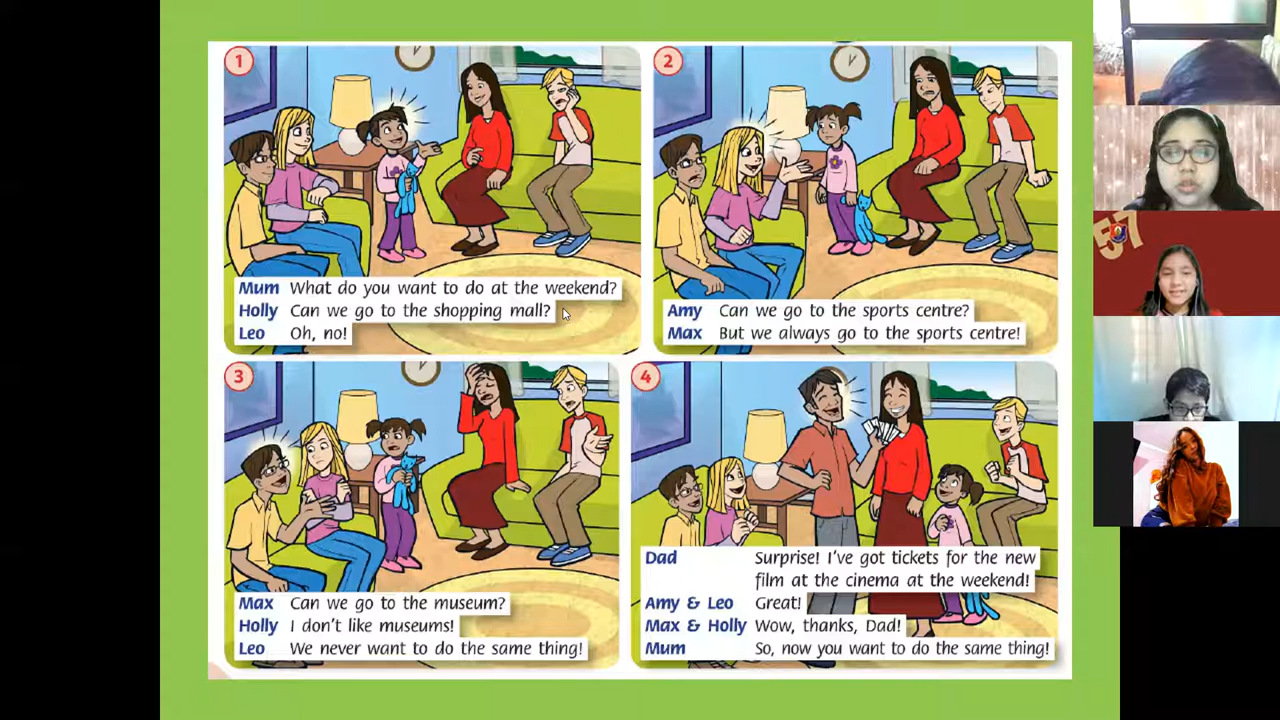 1
Mum What do you want to do at the weekend?
Holly Can we go to the shopping mall?
Leo Oh, no!
2
Amy Can we go to the sports centre?
Max But we always go to the sports centre!
3
Max Can we go to the museum?
Holly I don't like museums!
Leo We never want to do the same thing!
4
Dad Surprise! I've got tickets for the new
film at the cinema at the weekend!
Amy & Leo Great!
Max & Holly Wow, thanks, Dad!
Mum So, now you want to do the same thing!
57